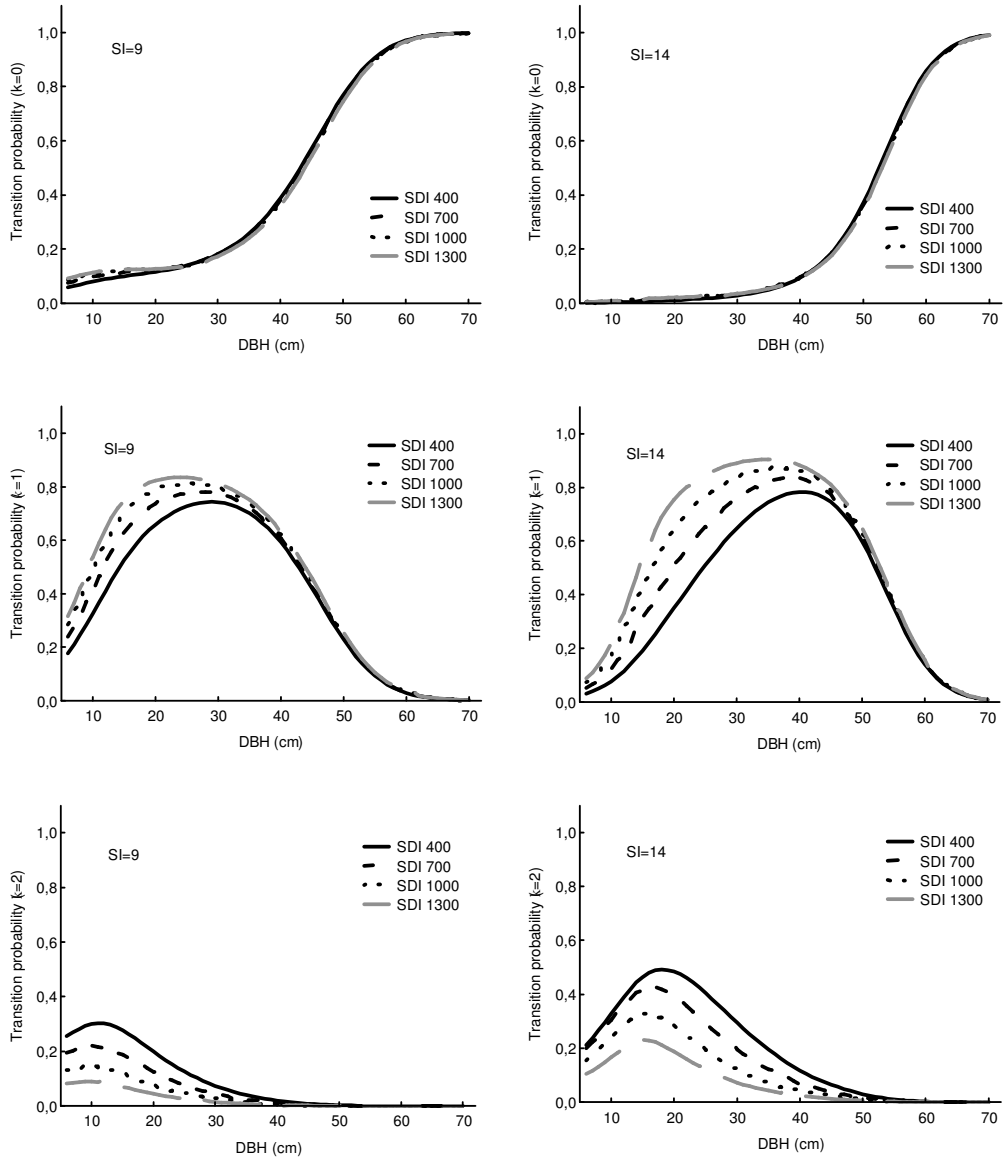 Transition probability (k=0)
1,0
0,8
0,6
0,4
0,2
0,0
SI=9
SDI 400
SDI 700
SDI 1000
SDI 1300
10 20 30 40 50 60 70
DBH (cm)
Transition probability (k=0)
1,0
0,8
0,6
0,4
0,2
0,0
SI=14
SDI 400
SDI 700
SDI 1000
SDI 1300
10 20 30 40 50 60 70
DBH (cm)
Transition probability (k=1)
1,0
0,8
0,6
0,4
0,2
0,0
SI=9
SDI 400
SDI 700
SDI 1000
SDI 1300
10 20 30 40 50 60 70
DBH (cm)
Transition probability (k=1)
1,0
0,8
0,6
0,4
0,2
0,0
SI=14
SDI 400
SDI 700
SDI 1000
SDI 1300
10 20 30 40 50 60 70
DBH (cm)
Transition probability (k=2)
1,0
0,8
0,6
0,4
0,2
0,0
SI=9
SDI 400
SDI 700
SDI 1000
SDI 1300
10 20 30 40 50 60 70
DBH (cm)
Transition probability (k=2)
1,0
0,8
0,6
0,4
0,2
0,0
SI=14
SDI 400
SDI 700
SDI 1000
SDI 1300
10 20 30 40 50 60 70
DBH (cm)